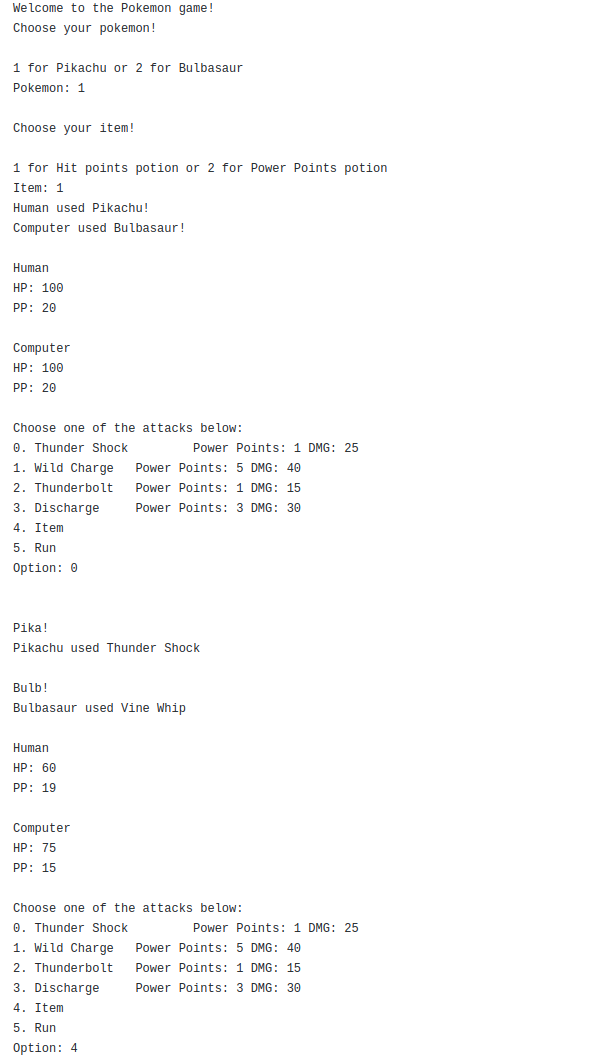 Welcome to the Pokemon game!
Choose your pokemon!
1 for Pikachu or 2 for Bulbasaur
Pokemon: 1
Choose your item!
1 for Hit points potion or 2 for Power Points potion
Item: 1
Human used Pikachu!
Computer used Bulbasaur!
Human
HP: 100
PP: 20
Computer
HP: 100
PP: 20
Choose one of the attacks below:
0. Thunder Shock         Power Points: 1 DMG: 25
1. Wild Charge   Power Points: 5 DMG: 40
2. Thunderbolt   Power Points: 1 DMG: 15
3. Discharge     Power Points: 3 DMG: 30
4. Item
5. Run
Option: 0
Pika!
Pikachu used Thunder Shock
Bulb!
Bulbasaur used Vine Whip
Human
HP: 60
PP: 19
Computer
HP: 75
PP: 15
Choose one of the attacks below:
0. Thunder Shock         Power Points: 1 DMG: 25
1. Wild Charge   Power Points: 5 DMG: 40
2. Thunderbolt   Power Points: 1 DMG: 15
3. Discharge     Power Points: 3 DMG: 30
4. Item
5. Run
Option: 4